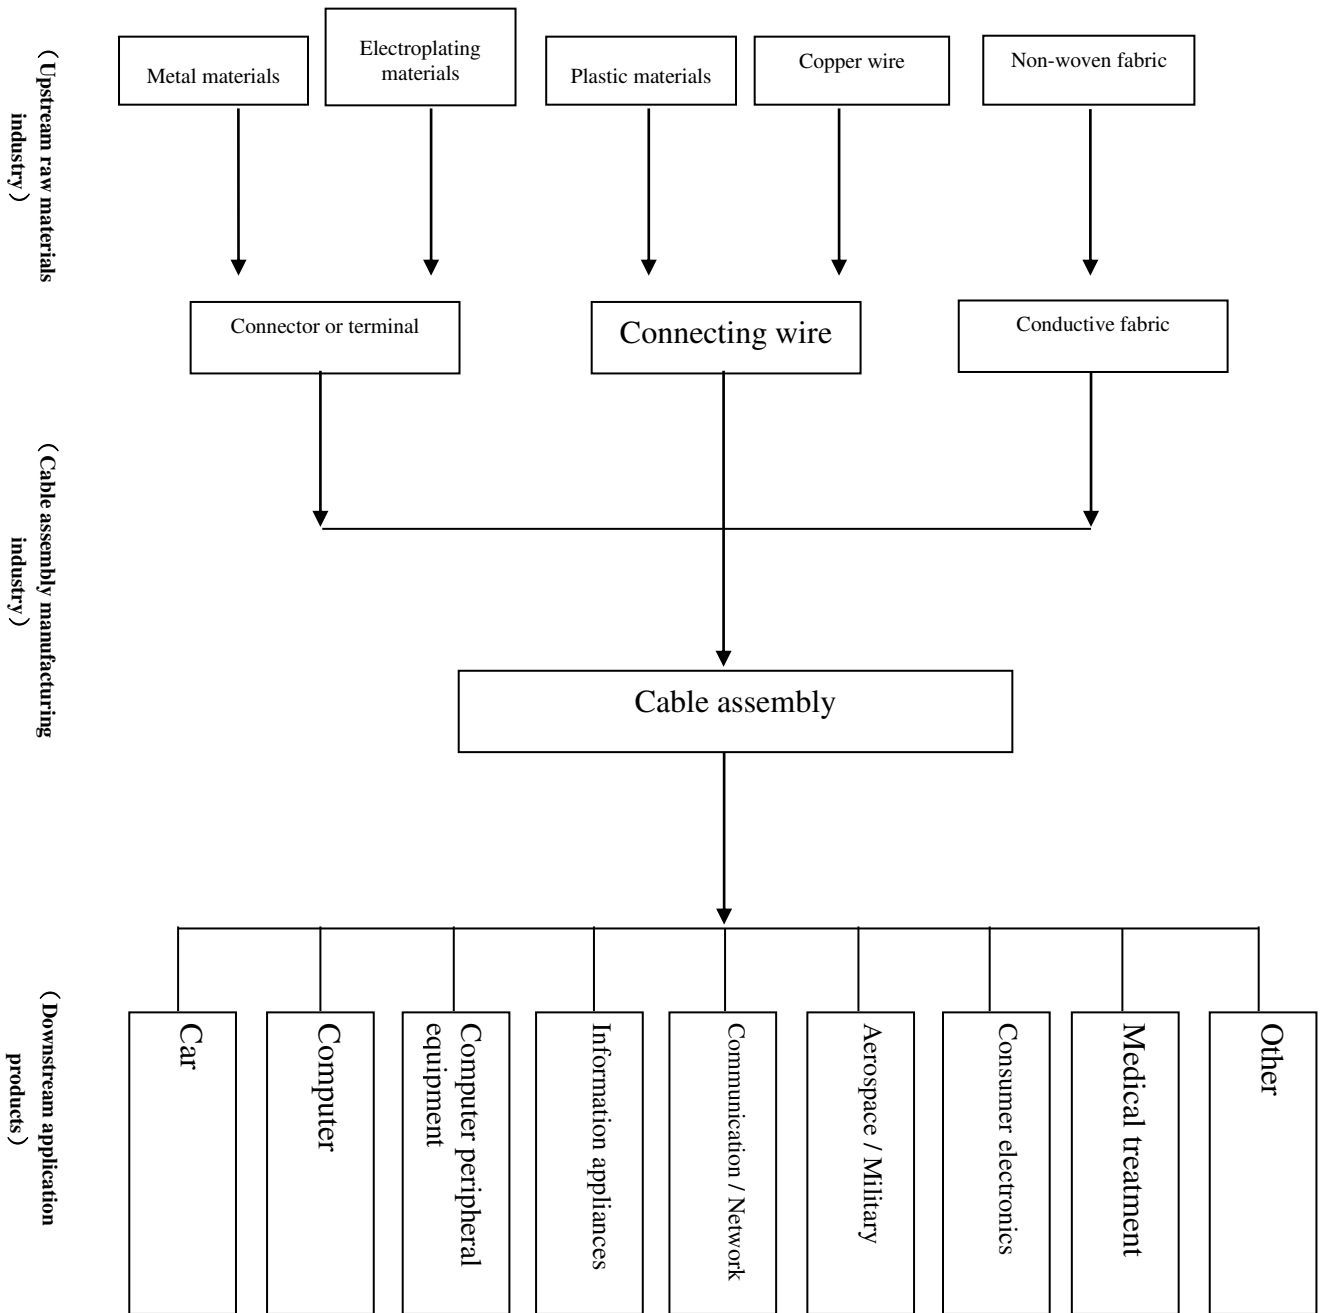 （Upstream raw materials
industry）
Metal materials
Electroplating
materials
Plastic materials
Copper wire
Non-woven fabric
Connector or terminal
Connecting wire
Conductive fabric
（Cable assembly manufacturing
industry）
Cable assembly
（Downstream application
products）
Car
Computer
Computer peripheral
equipment
Information appliances
Communication / Network
Aerospace / Military
Consumer electronics
Medical treatment
Other